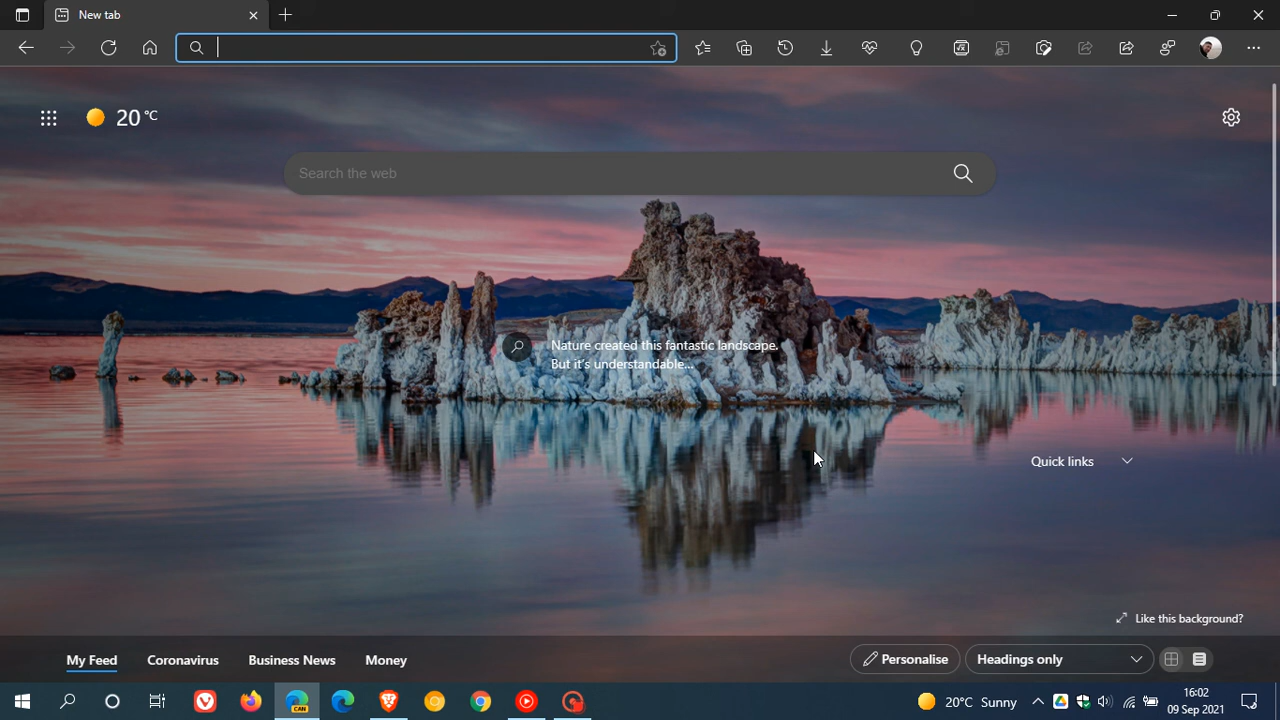 New tab
20 °C
Search the web
Nature created this fantastic landscape.
But it's understandable...
Quick links
Like this background?
My Feed
Coronavirus
Business News
Money
Personalise
Headings only
CAN
20°C Sunny
16:02
09 Sep 2021